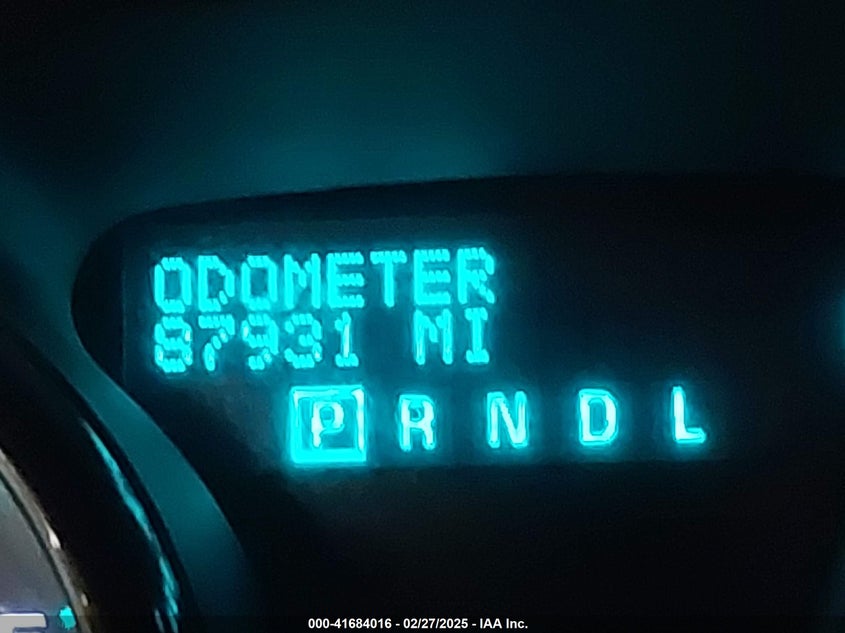 ODOMETER
87931 MI
P R N D L
000-41684016 - 02/27/2025 - IAA Inc.